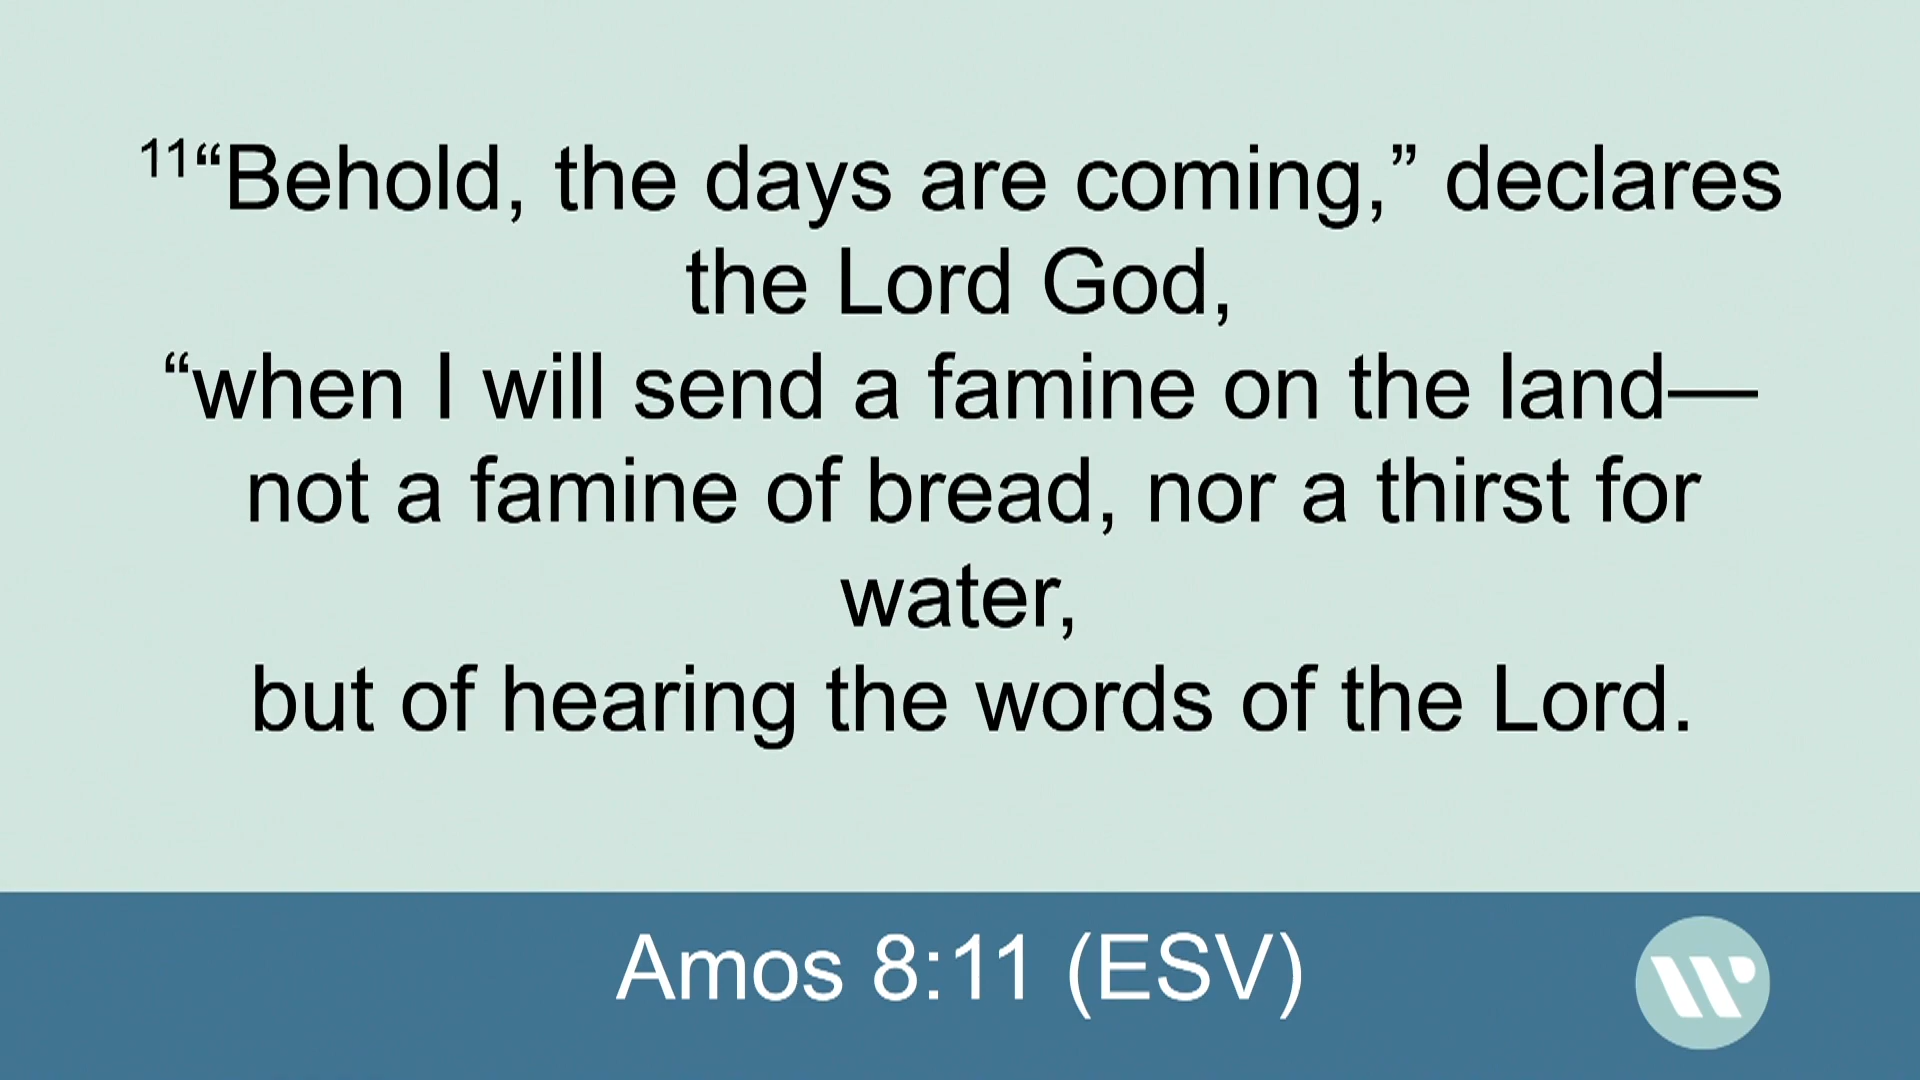 11“Behold, the days are coming,” declares
the Lord God,
“when I will send a famine on the land—
not a famine of bread, nor a thirst for
water,
but of hearing the words of the Lord.
Amos 8:11 (ESV)